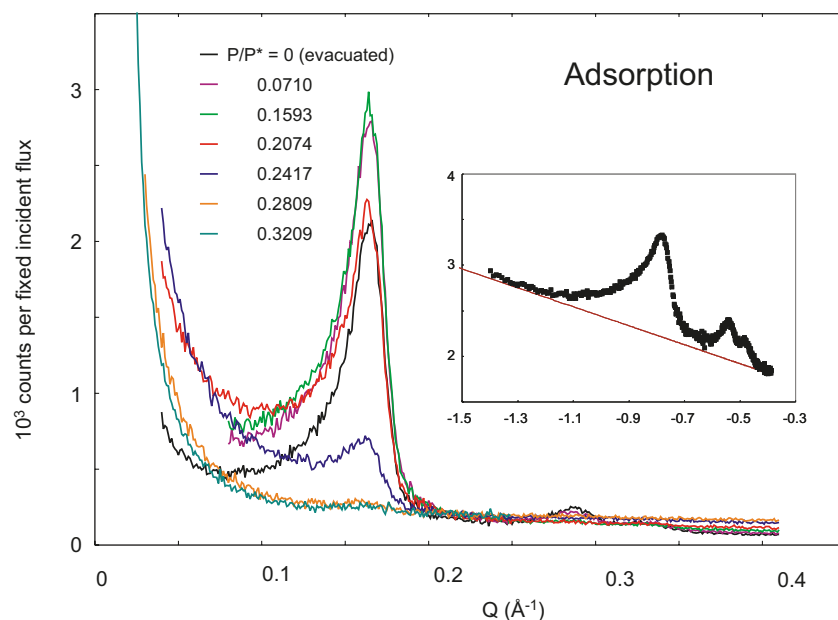 P/P* = 0 (evacuated)
0.0710
0.1593
0.2074
0.2417
0.2809
0.3209
Adsorption
10³ counts per fixed incident flux
3
2
1
0
4
3
2
1
-1.5 -1.3 -1.1 -0.9 -0.7 -0.5 -0.3
0 0.1 0.2 0.3 0.4
Q (Å⁻¹)